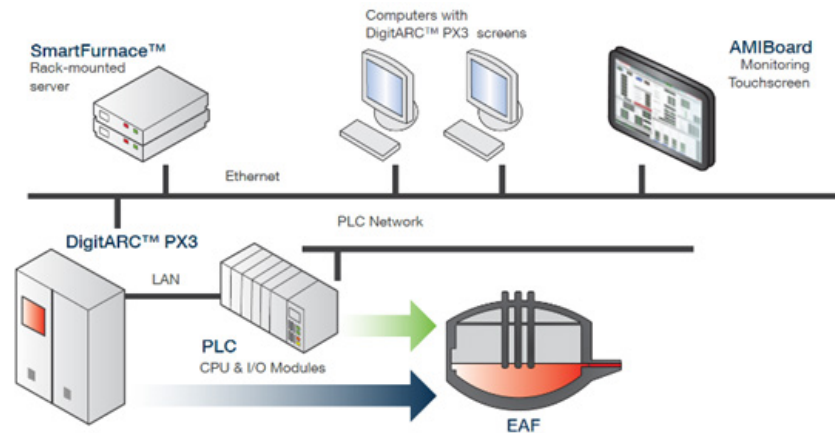 Computers with
DigitARC™ PX3 screens
SmartFurnace™
Rack-mounted
server
AMIBoard
Monitoring
Touchscreen
Ethernet
PLC Network
DigitARC™ PX3
LAN
PLC
CPU & I/O Modules
EAF